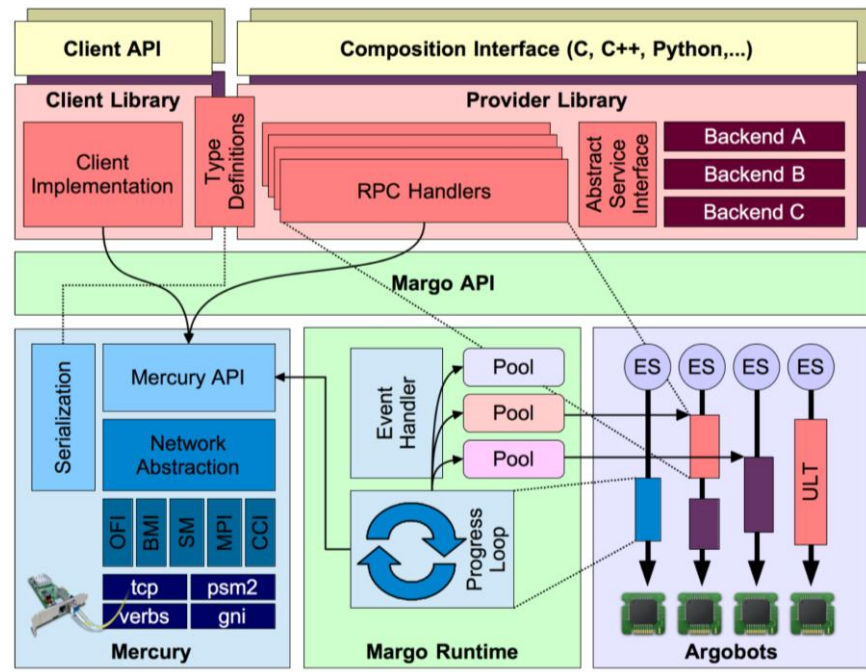 Client API
Composition Interface (C, C++, Python,...)
Client Library
Provider Library
Client
Implementation
Type
Definitions
RPC Handlers
Abstract
Service
Interface
Backend A
Backend B
Backend C
Margo API
Serialization
Mercury API
Network
Abstraction
OFI
BMI
SM
MPI
CCI
tcp
psm2
verbs
gni
Mercury
Event
Handler
Pool
Pool
Pool
Progress
Loop
Margo Runtime
ES
ES
ES
ES
ULT
Argobots